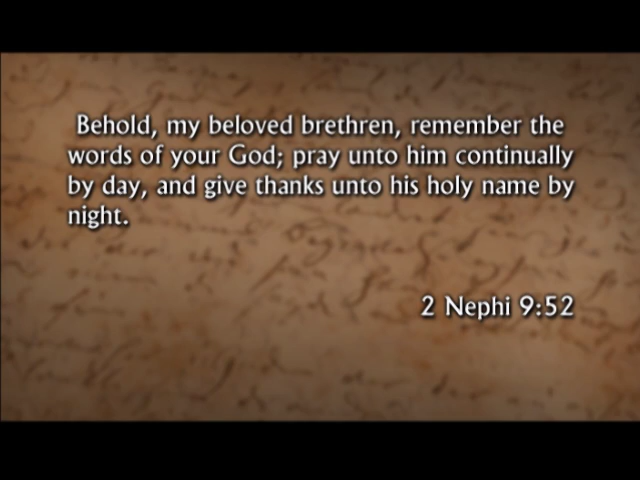 Behold, my beloved brethren, remember the
words of your God; pray unto him continually
by day, and give thanks unto his holy name by
night.
2 Nephi 9:52